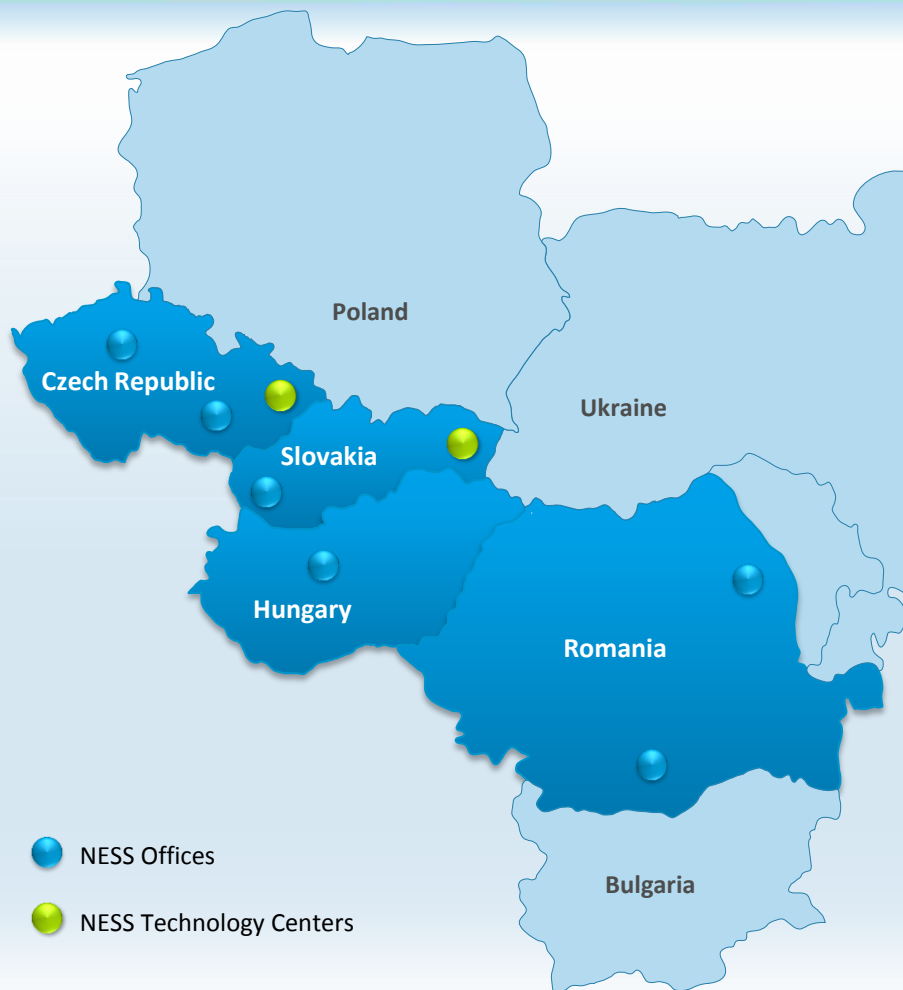 Poland
Czech Republic
Ukraine
Slovakia
Hungary
Romania
NESS Offices
Bulgaria
NESS Technology Centers